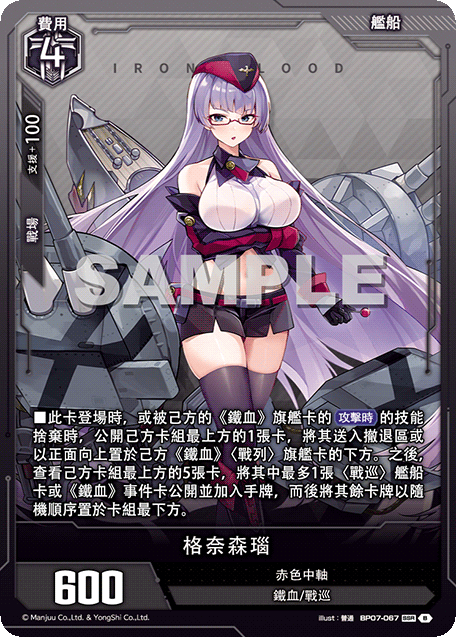 費用
4
艦船
IRON BLOOD
支援+100
戰場
SAMPLE
■此卡登場時，或被己方的《鐵血》旗艦卡的 攻擊時 的技能
捨棄時，公開己方卡組最上方的1張卡，將其送入撤退區或
以正面向上置於己方《鐵血》〈戰列〉旗艦卡的下方。之後，
查看己方卡組最上方的5張卡，將其中最多1張〈戰巡〉艦船
卡或《鐵血》事件卡公開並加入手牌，而後將其餘卡牌以隨
機順序置於卡組最下方。
格奈森瑙
600
赤色中軸
鐵血/戰巡
© Manjuu Co.,Ltd. & YongShi Co.,Ltd.
illust：普通 BP07-067 SSR B